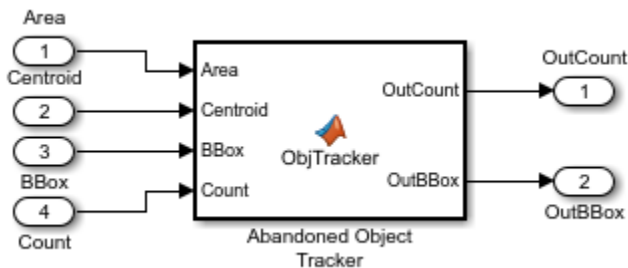 Area
1
Centroid
2
3
BBox
4
Count
Area
Centroid
BBox
Count
ObjTracker
OutCount
OutBBox
Abandoned Object
Tracker
OutCount
1
2
OutBBox